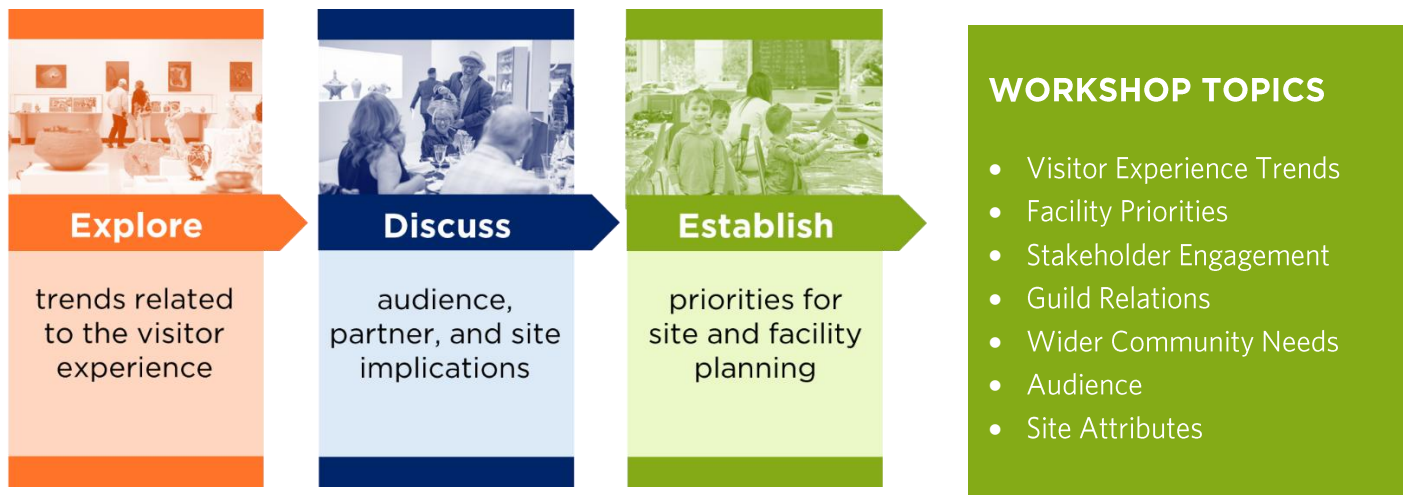 Explore
trends related
to the visitor
experience
Discuss
audience,
partner, and site
implications
Establish
priorities for
site and facility
planning
WORKSHOP TOPICS
• Visitor Experience Trends
• Facility Priorities
• Stakeholder Engagement
• Guild Relations
• Wider Community Needs
• Audience
• Site Attributes